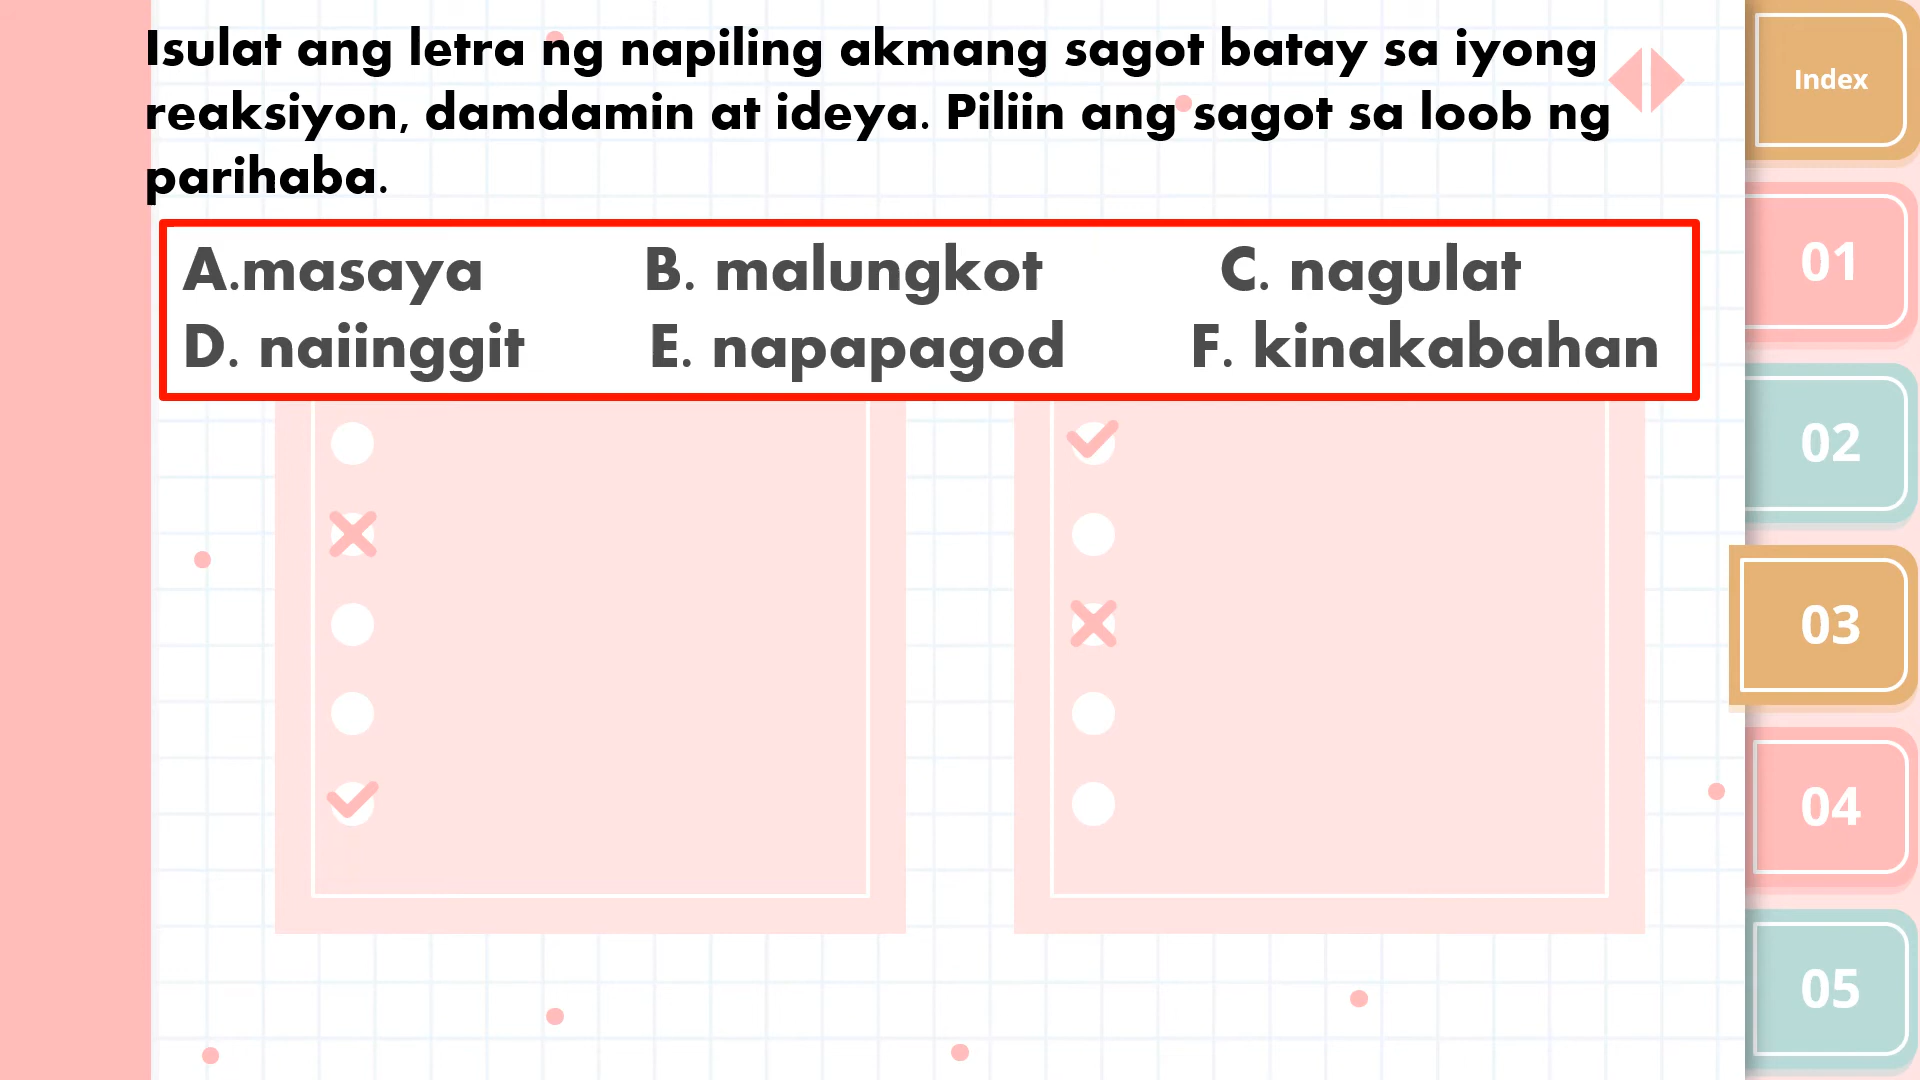 Isulat ang letra ng napiling akmang sagot batay sa iyong
reaksiyon, damdamin at ideya. Piliin ang sagot sa loob ng
parihaba.
A.masaya B. malungkot C. nagulat
D. naiinggit E. napapagod F. kinakabahan
Index
01
02
03
04
05